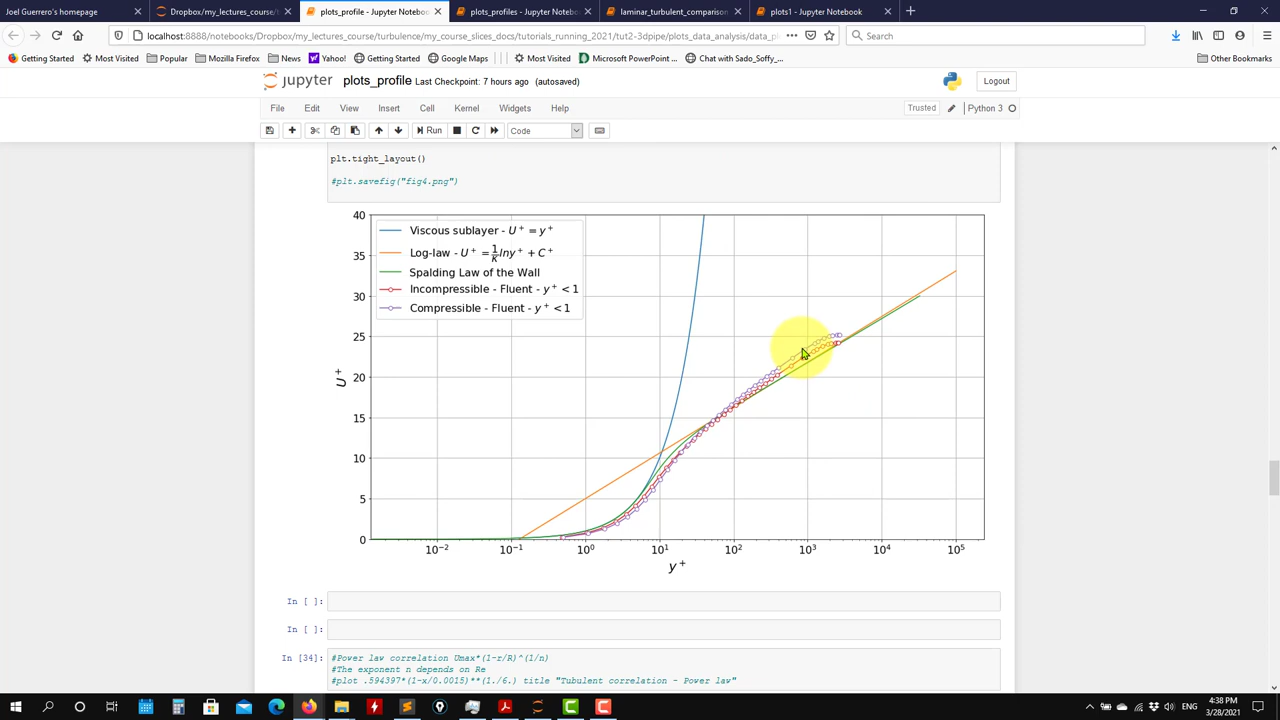 Joel Guerrero's homepage
Dropbox/my_lectures_course/t
plots_profile - Jupyter Notebook
plots_profiles - Jupyter Noteboo
laminar_turbulent_comparison
plots1 - Jupyter Notebook
localhost:8888/notebooks/Dropbox/my_lectures_course/turbulence/my_course_slices_docs/tutorials_running_2021/tut2-3dpipe/plots_data_analysis/data_pl
Search
Getting Started
Most Visited
Popular
Mozilla Firefox
News
Yahoo!
Getting Started
Google Maps
Most Visited
Microsoft PowerPoint ...
Chat with Sado_Soffy_...
Other Bookmarks
jupyter plots_profile Last Checkpoint: 7 hours ago (autosaved)
Logout
File Edit View Insert Cell Kernel Widgets Help
Trusted
Python 3
Run
Code
plt.tight_layout()
#plt.savefig("fig4.png")
Viscous sublayer - U⁺ = y⁺
Log-law - U⁺ = 1/κ lny⁺ + C⁺
Spalding Law of the Wall
Incompressible - Fluent - y⁺ < 1
Compressible - Fluent - y⁺ < 1
40
35
30
25
20
15
10
5
0
U⁺
10⁻² 10⁻¹ 10⁰ 10¹ 10² 10³ 10⁴ 10⁵
y⁺
In [ ]:
In [ ]:
In [34]:
#Power law correlation Umax*(1-r/R)^(1/n)
#The exponent n depends on Re
#plot .594397*(1-x/0.0015)**(1./6.) title "Tubulent correlation - Power law"
ENG
4:38 PM
3/28/2021